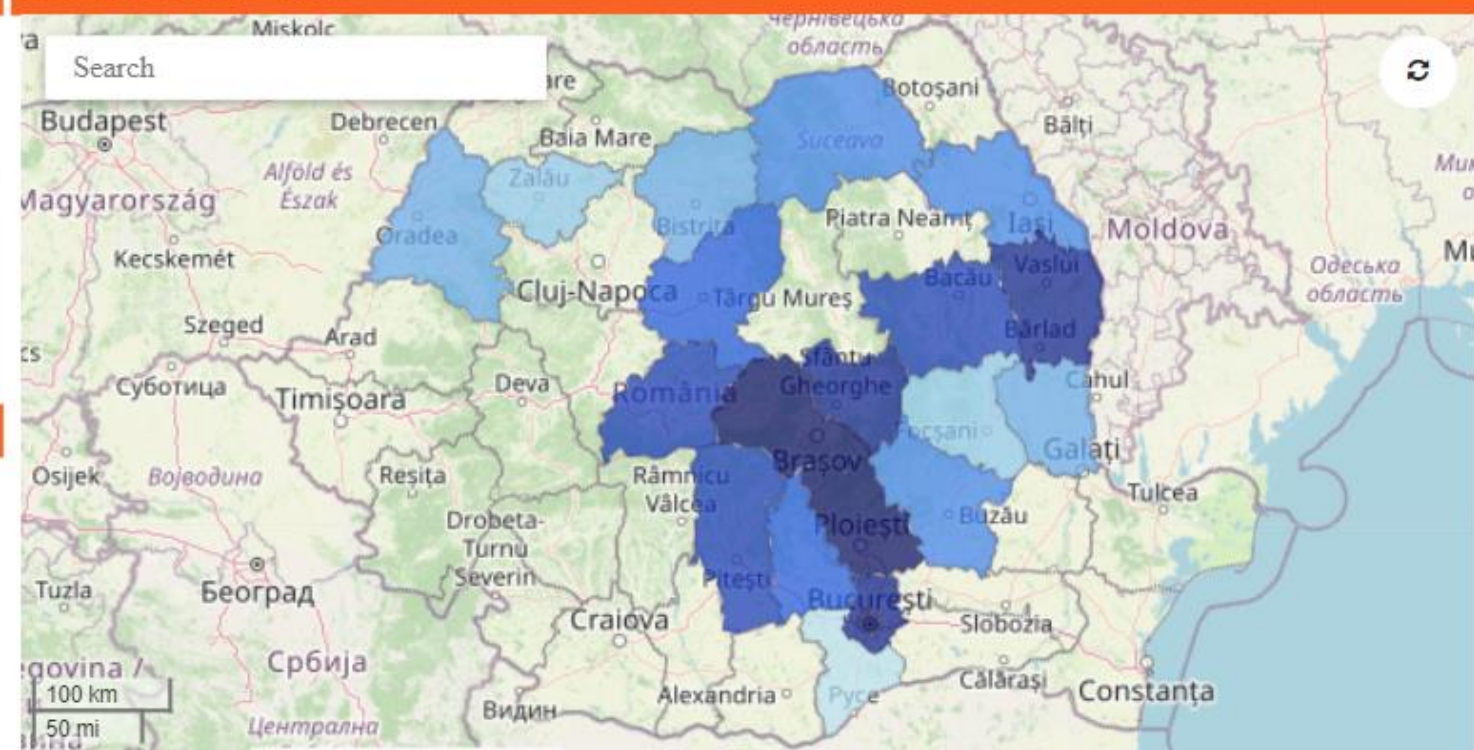 Miskolc
Чернівецька
область
Search
are
Botoșani
Budapest
Debrecen
Baia Mare
Suceava
Bălți
Alföld és
Észak
Zalău
Magyarország
Piatra Neamț
Iași
Moldova
Oradea
Bistrița
Kecskemét
Vaslui
Одеська
область
Cluj-Napoca
Târgu Mureș
Bacău
Szeged
Arad
Bârlad
Sfântu
Gheorghe
Суботица
Timișoara
Deva
România
Cahul
Focșani
Galați
Osijek
Војводина
Reșița
Râmnicu
Vâlcea
Brașov
Tulcea
Drobeta-
Turnu
Severin
Ploiești
Buzău
Tuzla
Београд
Pitești
București
Craiova
Slobozia
egovina /
Србија
100 km
50 mi
Alexandria
Русе
Călărași
Constanța
Видин
Централна